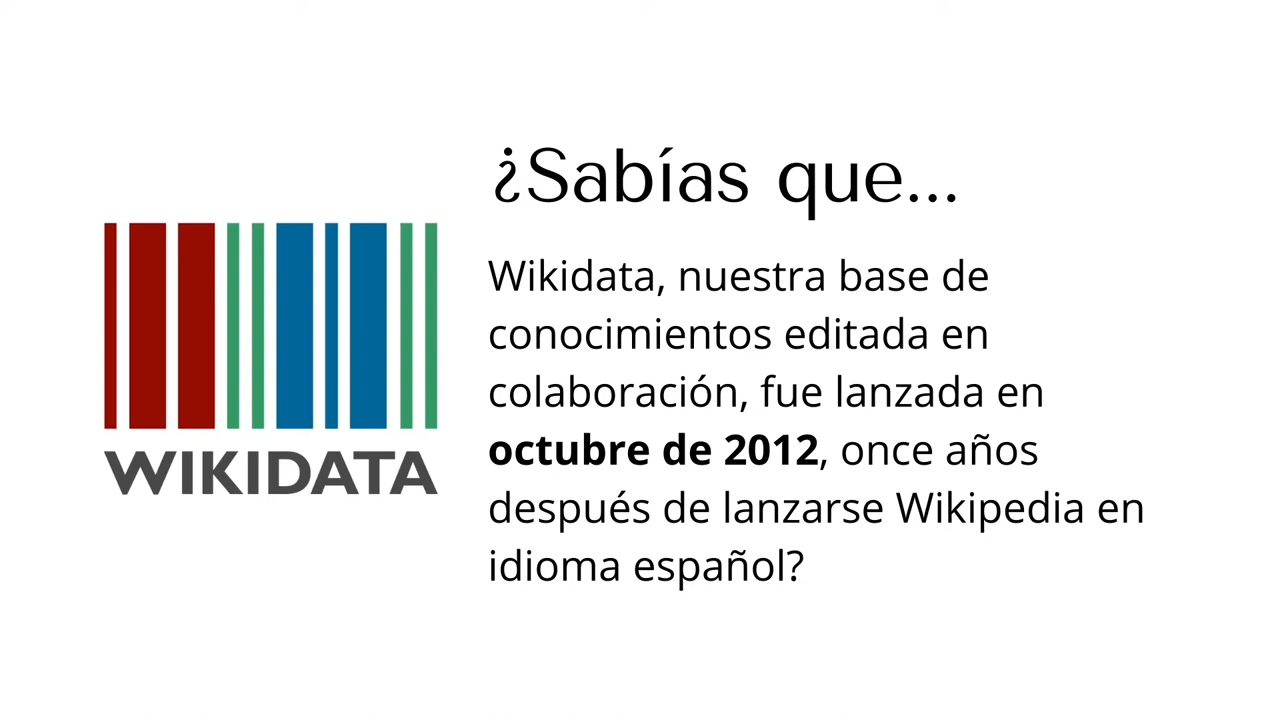 ¿Sabías que...
WIKIDATA
Wikidata, nuestra base de
conocimientos editada en
colaboración, fue lanzada en
octubre de 2012, once años
después de lanzarse Wikipedia en
idioma español?